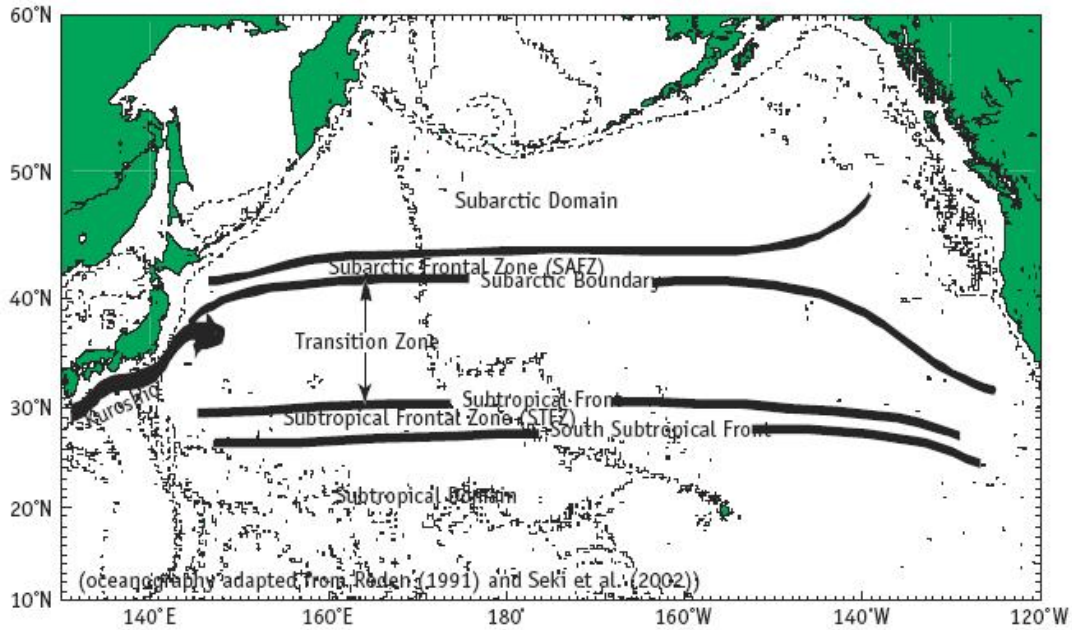 60°N
50°N
Subarctic Domain
Subarctic Frontal Zone (SAFZ)
Subarctic Boundary
40°N
Transition Zone
Kuroshio
30°N
Subtropical Front
Subtropical Frontal Zone (STFZ)
South Subtropical Front
20°N
Subtropical Domain
(oceanography adapted from Roden (1991) and Seki et al. (2002))
10°N
140°E 160°E 180° 160°W 140°W 120°W